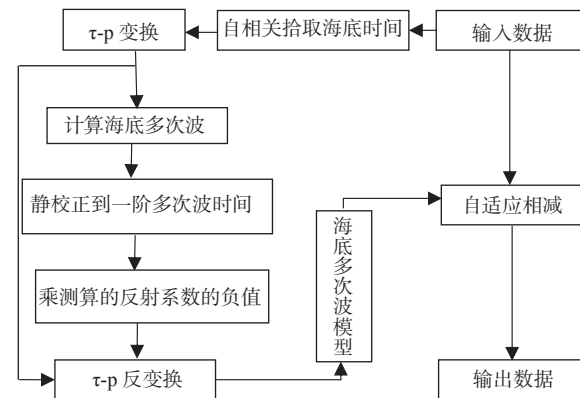 τ-p 变换
自相关拾取海底时间
输入数据
计算海底多次波
静校正到一阶多次波时间
自适应相减
海底多次波模型
乘测算的反射系数的负值
τ-p 反变换
输出数据